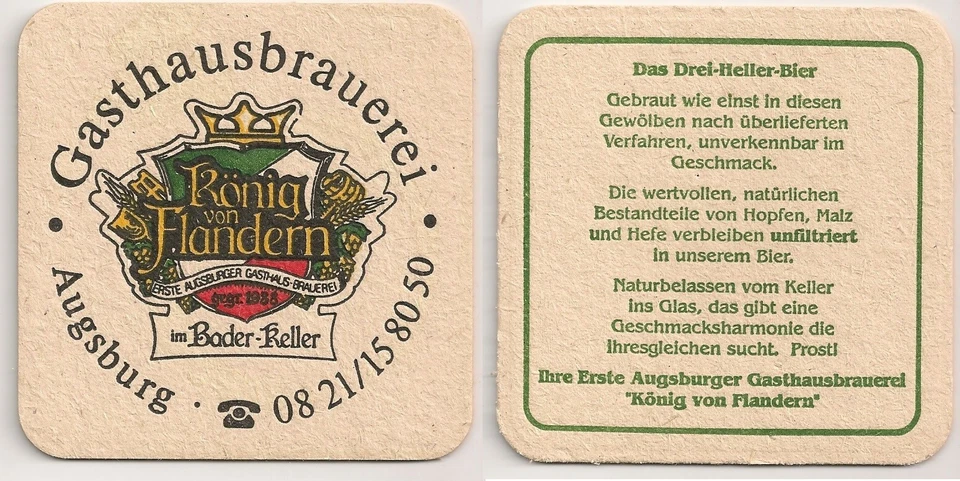 Gasthausbrauerei
König
von
Flandern
ERSTE AUGSBURGER GASTHAUS-BRAUEREI
gegr. 1988
im Bader-Keller
Augsburg · 08 21/15 80 50
Das Drei-Heller-Bier
Gebraut wie einst in diesen
Gewölben nach überlieferten
Verfahren, unverkennbar im
Geschmack.
Die wertvollen, natürlichen
Bestandteile von Hopfen, Malz
und Hefe verbleiben unfiltriert
in unserem Bier.
Naturbelassen vom Keller
ins Glas, das gibt eine
Geschmacksharmonie die
ihresgleichen sucht. Prost!
Ihre Erste Augsburger Gasthausbrauerei
"König von Flandern"